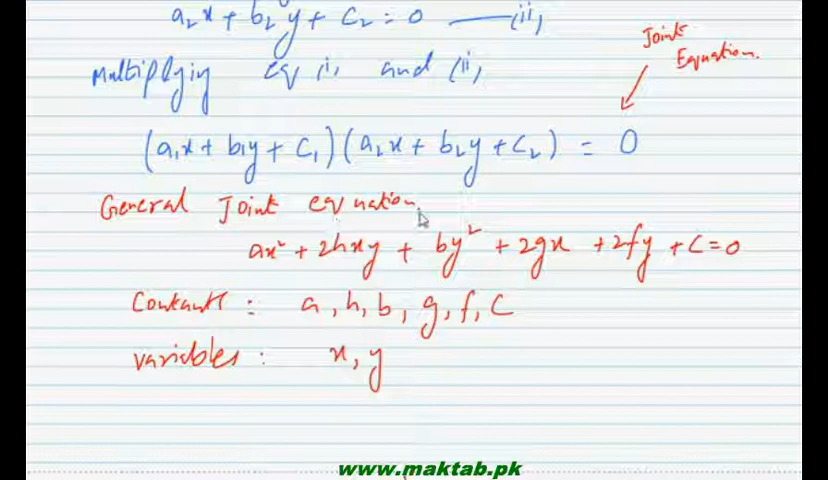 a₂x + b₂y + c₂ = 0 —— (ii)
Joint
Equation.
Multiplying eq (i) and (ii)
(a₁x + b₁y + c₁) (a₂x + b₂y + c₂) = 0
General Joint equation
ax² + 2hxy + by² + 2gx + 2fy + c = 0
Contants : a, h, b, g, f, c
variables : x, y
www.maktab.pk